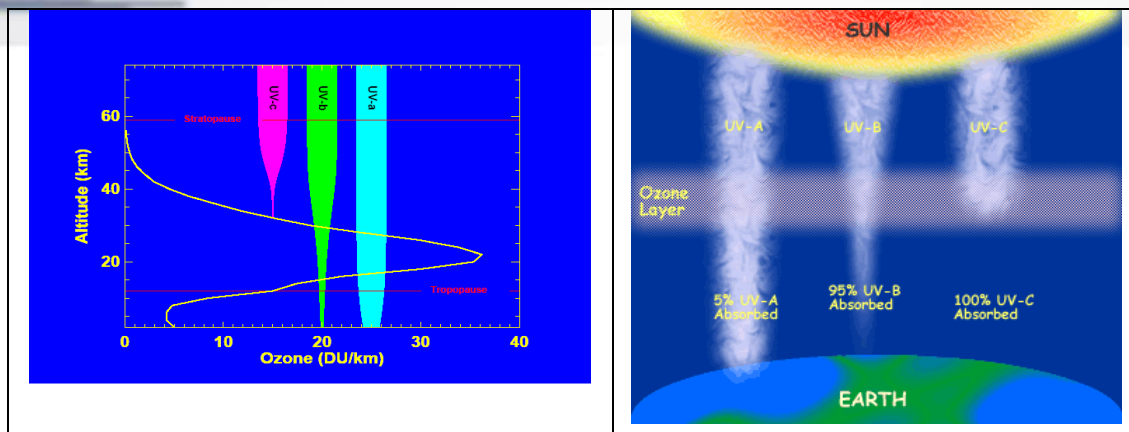 UV-c
UV-b
UV-a
60
Stratopause
40
Altitude (km)
20
Tropopause
0
10
20
30
40
Ozone (DU/km)
SUN
UV-A
UV-B
UV-C
Ozone
Layer
5% UV-A
Absorbed
95% UV-B
Absorbed
100% UV-C
Absorbed
EARTH